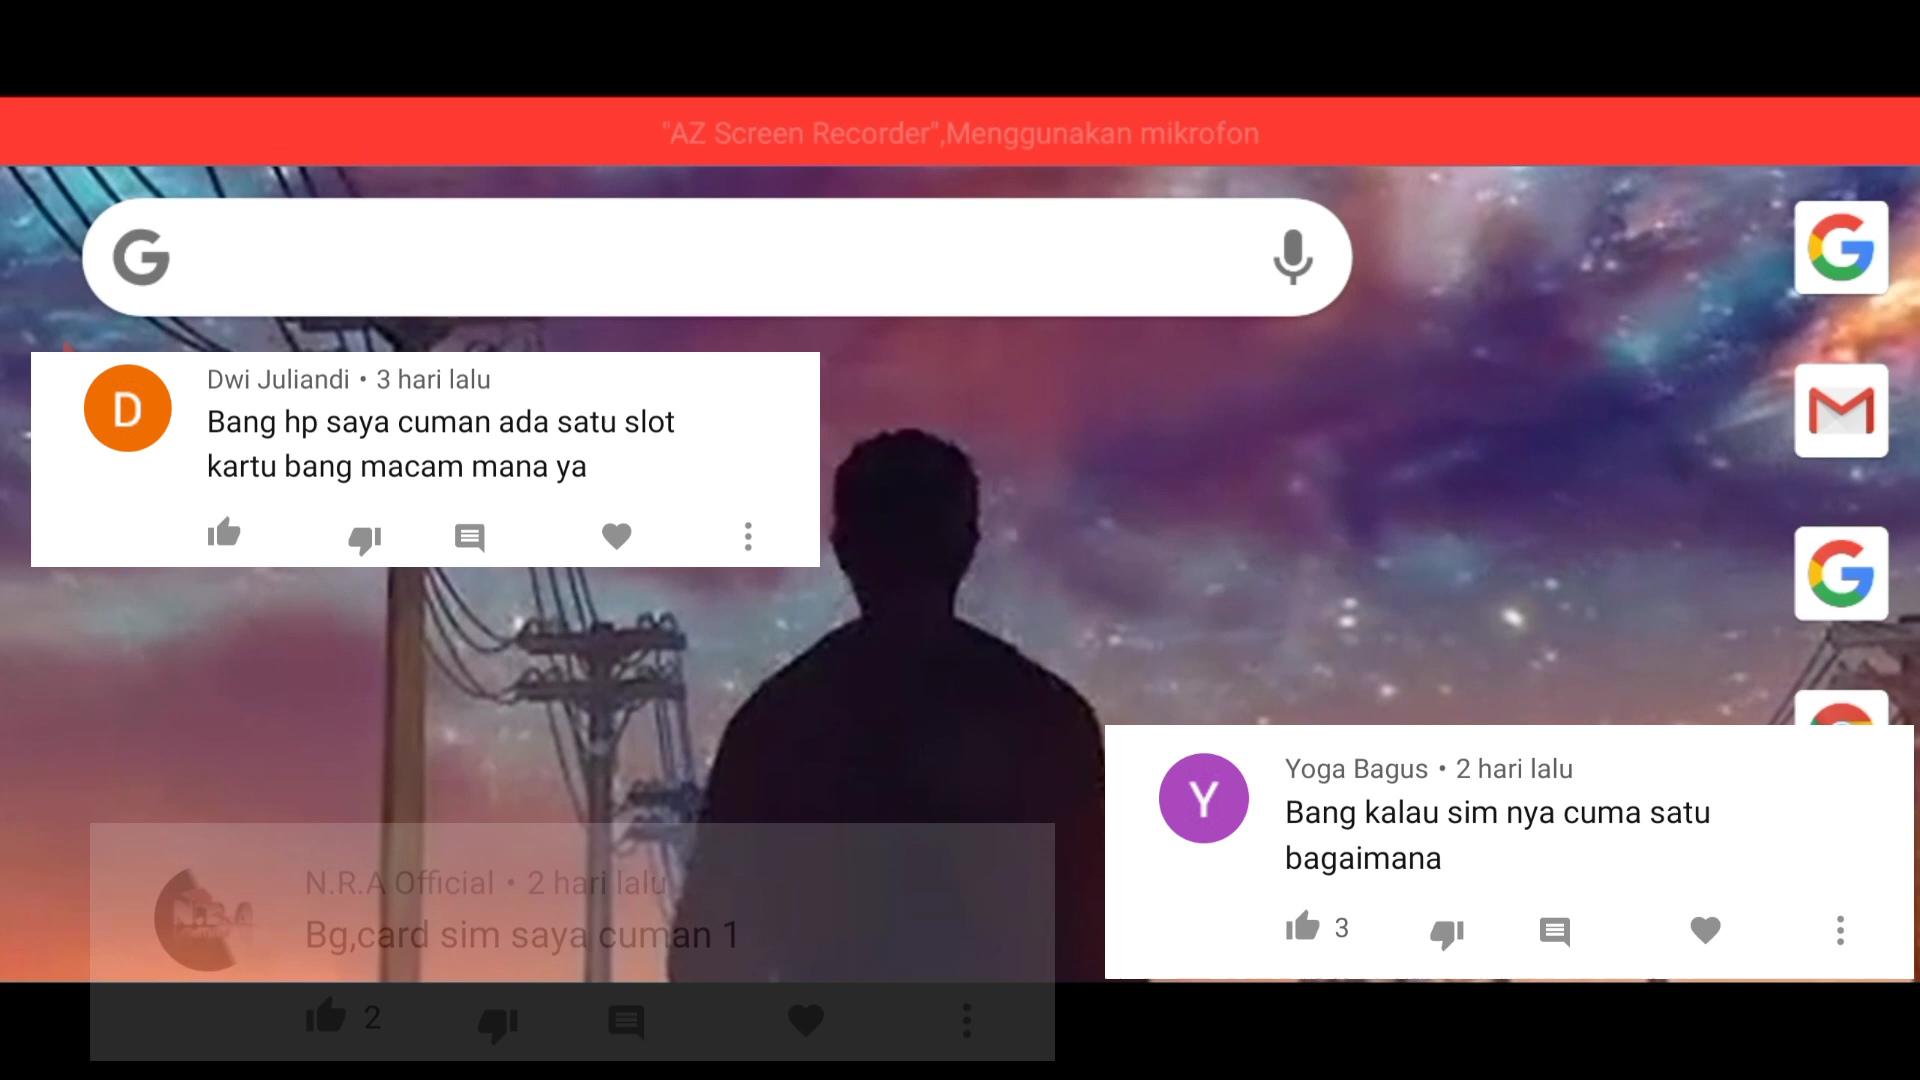 "AZ Screen Recorder",Menggunakan mikrofon
G
Dwi Juliandi • 3 hari lalu
D
Bang hp saya cuman ada satu slot
kartu bang macam mana ya
Yoga Bagus • 2 hari lalu
Y
Bang kalau sim nya cuma satu
bagaimana
3
N.R.A Official • 2 hari lalu
Bg,card sim saya cuman 1
2